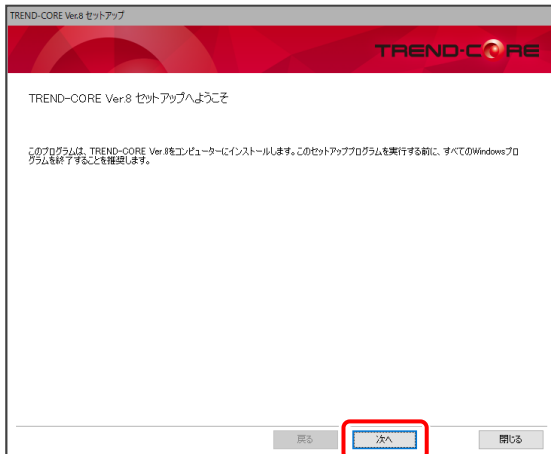 TREND-CORE Ver.8 セットアップ
TREND-CORE
TREND-CORE Ver.8 セットアップへようこそ
このプログラムは、TREND-CORE Ver.8をコンピューターにインストールします。このセットアッププログラムを実行する前に、すべてのWindowsプロ
グラムを終了することを推奨します。
戻る
次へ
閉じる